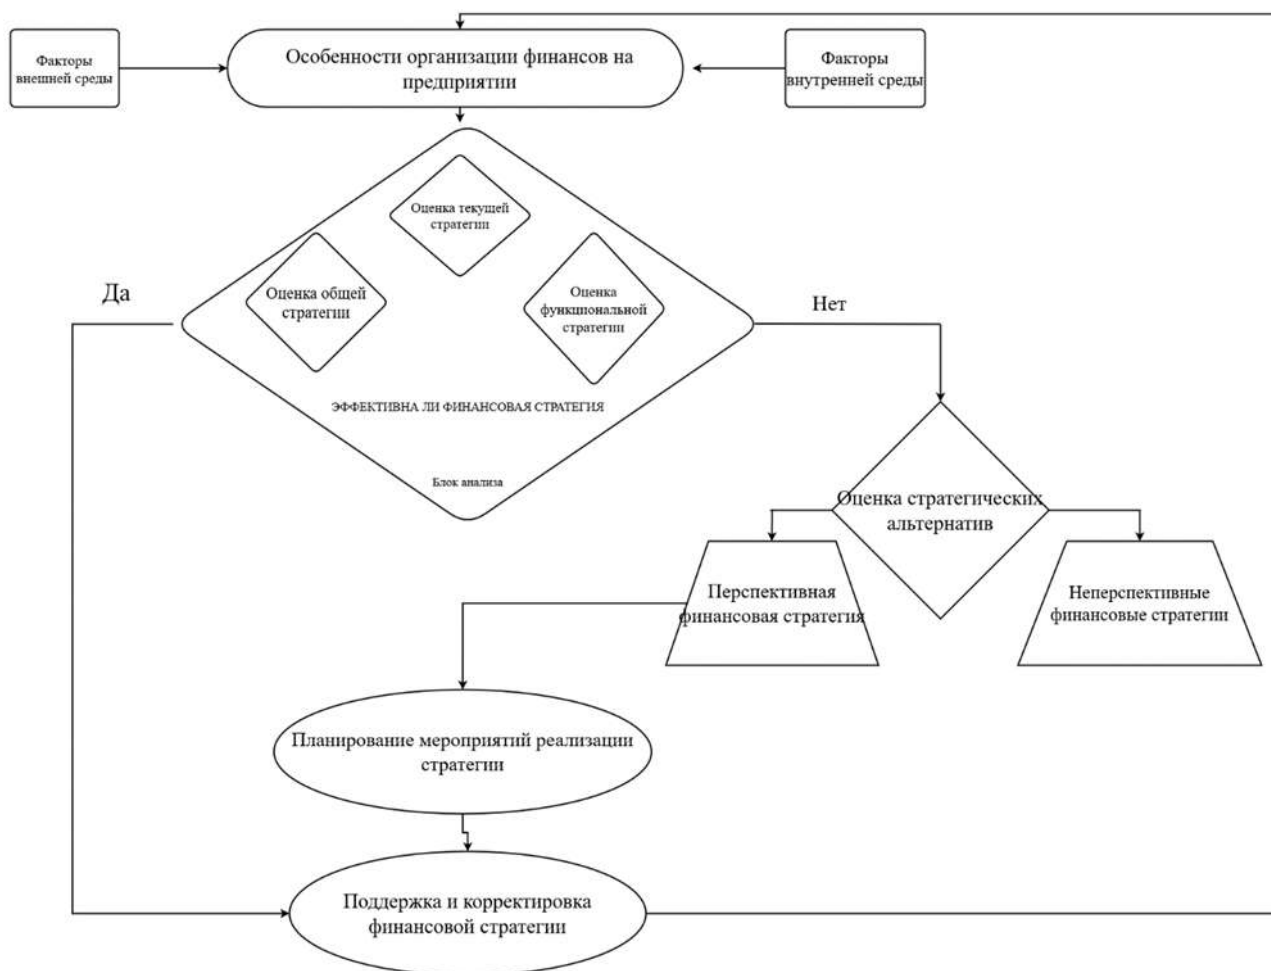 Факторы
внешней среды
Особенности организации финансов на
предприятии
Факторы
внутренней среды
Оценка текущей
стратегии
Оценка общей
стратегии
Оценка
функциональной
стратегии
Да
Нет
ЭФФЕКТИВНА ЛИ ФИНАНСОВАЯ СТРАТЕГИЯ
Блок анализа
Оценка стратегических
альтернатив
Перспективная
финансовая стратегия
Неперспективные
финансовые стратегии
Планирование мероприятий реализации
стратегии
Поддержка и корректировка
финансовой стратегии